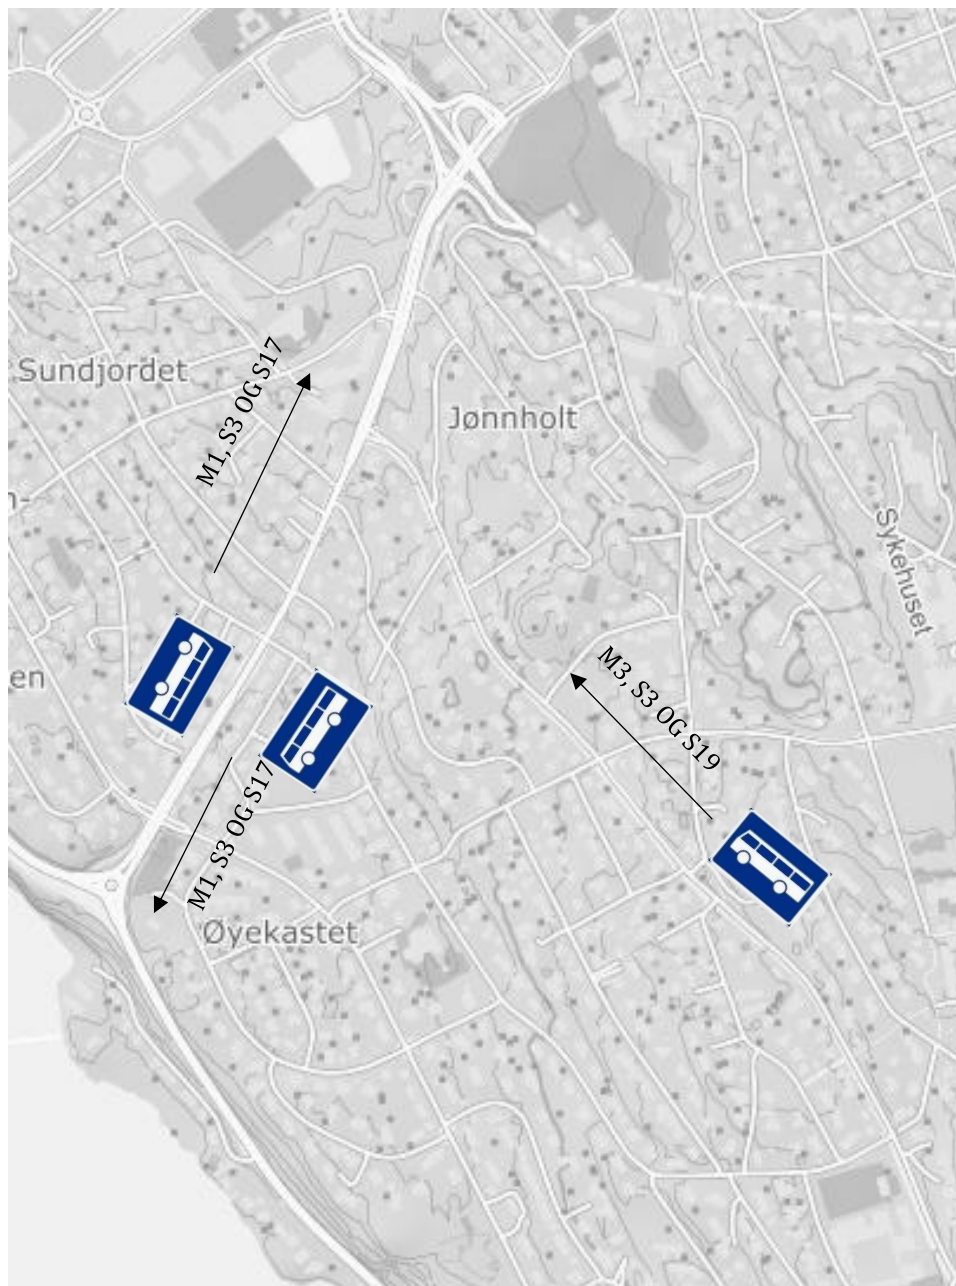 M1, S3 OG S17
Sundjordet
Jønnholt
n-
Sykehuset
en
M3, S3 OG S19
M1, S3 OG S17
Øyekastet